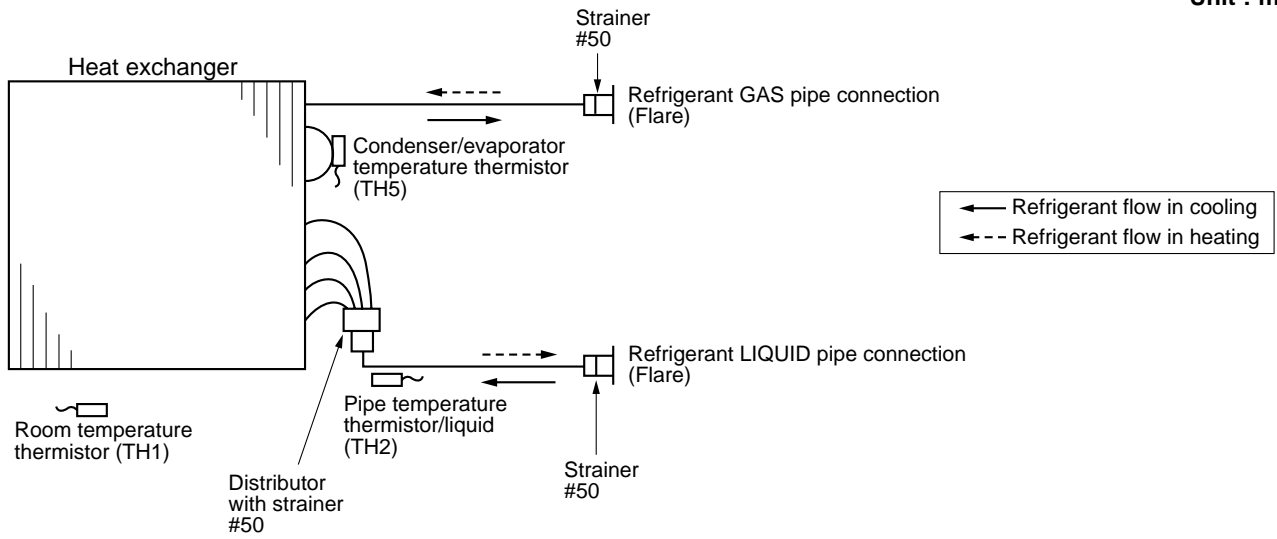 Unit :
Strainer
#50
Heat exchanger
Refrigerant GAS pipe connection
(Flare)
Condenser/evaporator
temperature thermistor
(TH5)
Refrigerant flow in cooling
Refrigerant flow in heating
Refrigerant LIQUID pipe connection
(Flare)
Pipe temperature
thermistor/liquid
(TH2)
Room temperature
thermistor (TH1)
Strainer
#50
Distributor
with strainer
#50